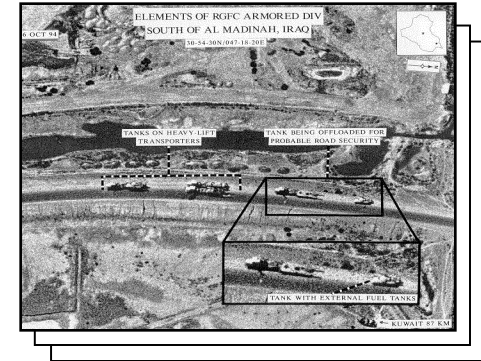 ELEMENTS OF RGFC ARMORED DIV
SOUTH OF AL MADINAH, IRAQ
6 OCT 94
30-54-30N/047-18-20E
TANKS ON HEAVY-LIFT
TRANSPORTERS
TANK BEING OFFLOADED FOR
PROBABLE ROAD SECURITY
TANK WITH EXTERNAL FUEL TANKS
KUWAIT 87 KM